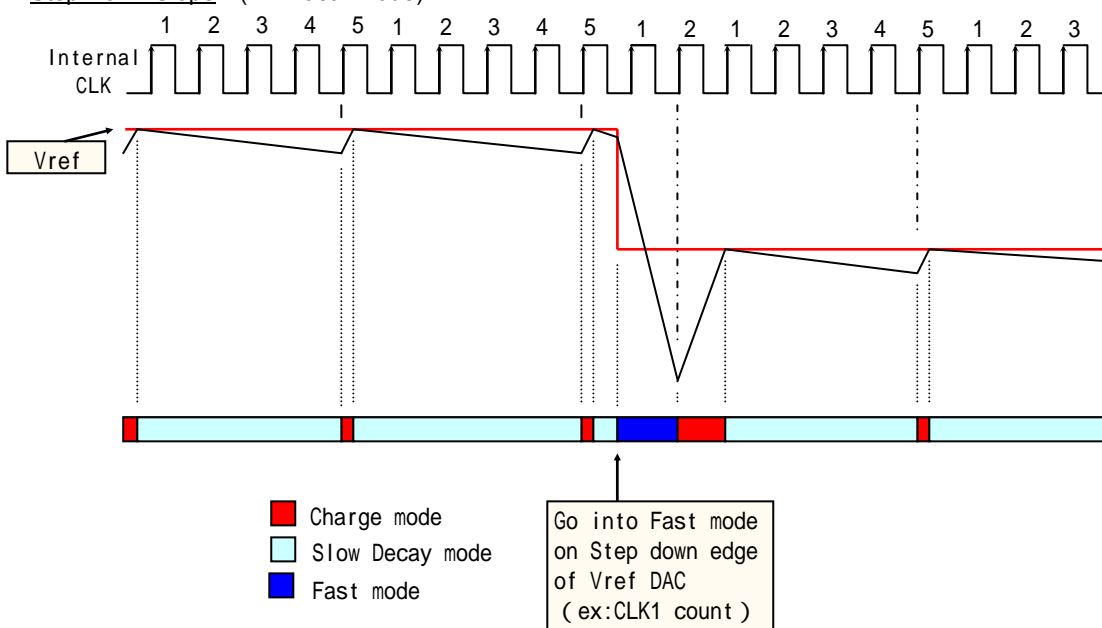 1 2 3 4 5 1 2 3 4 5 1 2 1 2 3 4 5 1 2 3
Internal
CLK
Vref
Charge mode
Slow Decay mode
Fast mode
Go into Fast mode
on Step down edge
of Vref DAC
(ex:CLK1 count)